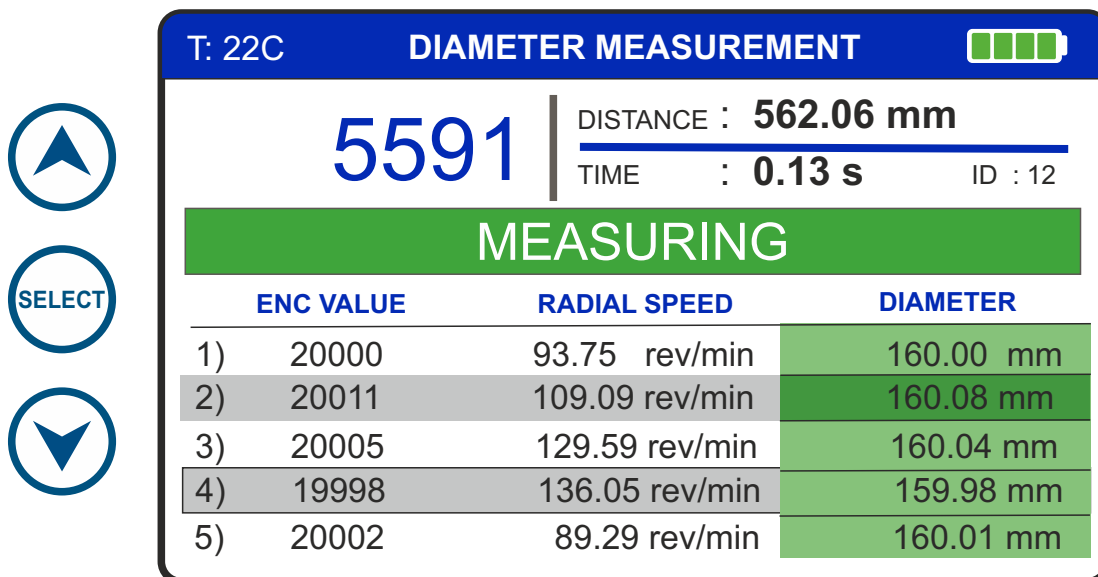 T: 22C DIAMETER MEASUREMENT
5591
DISTANCE : 562.06 mm
TIME : 0.13 s ID : 12
MEASURING
SELECT
ENC VALUE RADIAL SPEED DIAMETER
1) 20000 93.75 rev/min 160.00 mm
2) 20011 109.09 rev/min 160.08 mm
3) 20005 129.59 rev/min 160.04 mm
4) 19998 136.05 rev/min 159.98 mm
5) 20002 89.29 rev/min 160.01 mm